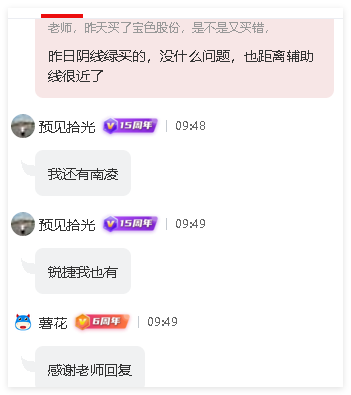 老师，昨天买了宝色股份，是不是又买错，
昨日阴线绿买的，没什么问题，也距离辅助
线很近了
预见拾光 15周年 09:48
我还有南凌
预见拾光 15周年 09:49
锐捷我也有
薯花 6周年 09:49
感谢老师回复